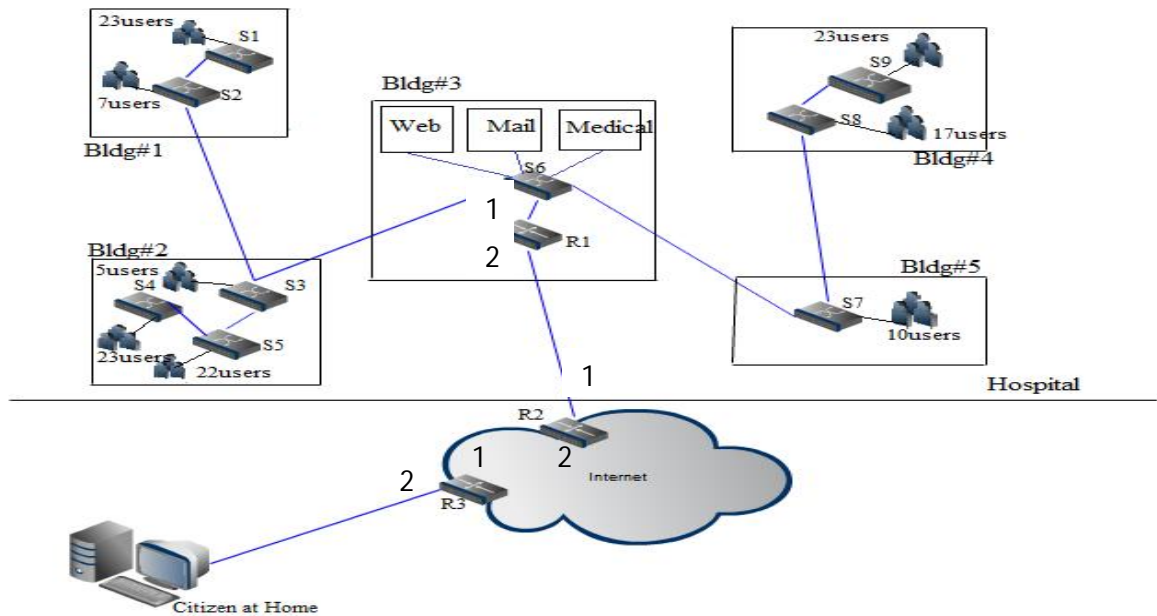 23users
S1
7users
S2
Bldg#1
Bldg#3
Web
Mail
Medical
S6
1
R1
2
23users
S9
S8
17users
Bldg#4
Bldg#2
5users
S4
S3
S5
23users
22users
Bldg#5
S7
10users
1
Hospital
R2
1
2
Internet
2
R3
Citizen at Home